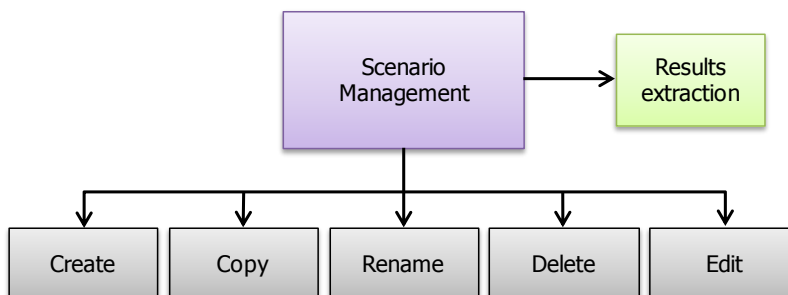 Scenario
Management
Results
extraction
Create
Copy
Rename
Delete
Edit